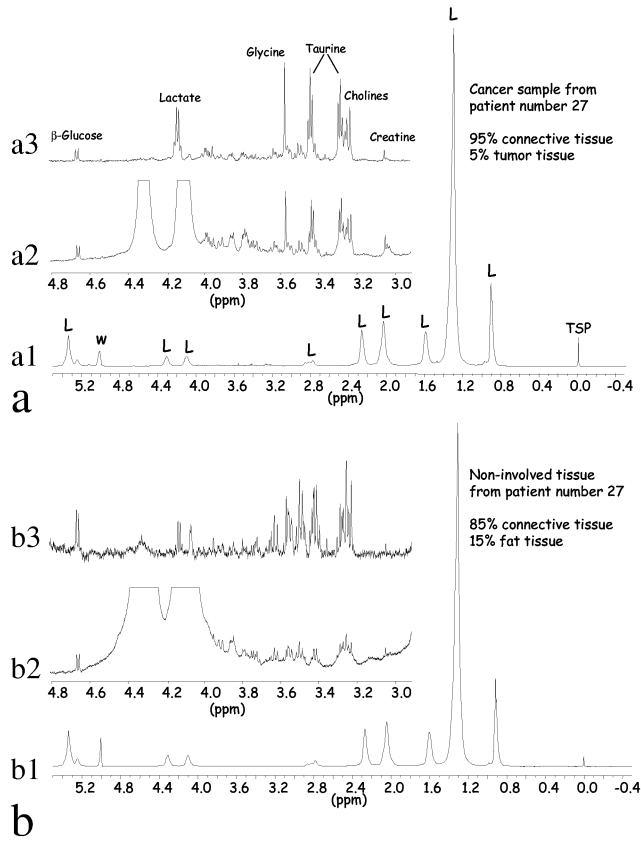 L
Glycine
Taurine
Lactate
Cholines
β-Glucose
Creatine
a3
Cancer sample from
patient number 27
95% connective tissue
5% tumor tissue
a2
4.8 4.6 4.4 4.2 4.0 3.8 3.6 3.4 3.2 3.0
(ppm)
L
L W L L L L L L TSP
a1
5.2 4.8 4.4 4.0 3.6 3.2 2.8 2.4 2.0 1.6 1.2 0.8 0.4 0.0 -0.4
(ppm)
a
Non-involved tissue
from patient number 27
85% connective tissue
15% fat tissue
b3
b2
4.8 4.6 4.4 4.2 4.0 3.8 3.6 3.4 3.2 3.0
(ppm)
b1
5.2 4.8 4.4 4.0 3.6 3.2 2.8 2.4 2.0 1.6 1.2 0.8 0.4 0.0 -0.4
(ppm)
b